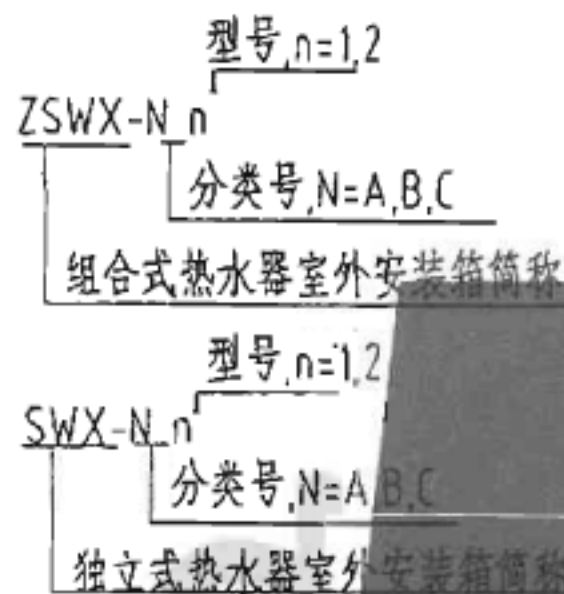 型号,n=1,2
ZSWX-N n
分类号,N=A,B,C
组合式热水器室外安装箱简称
型号,n=1,2
SWX-N n
分类号,N=A,B,C
独立式热水器室外安装箱简称